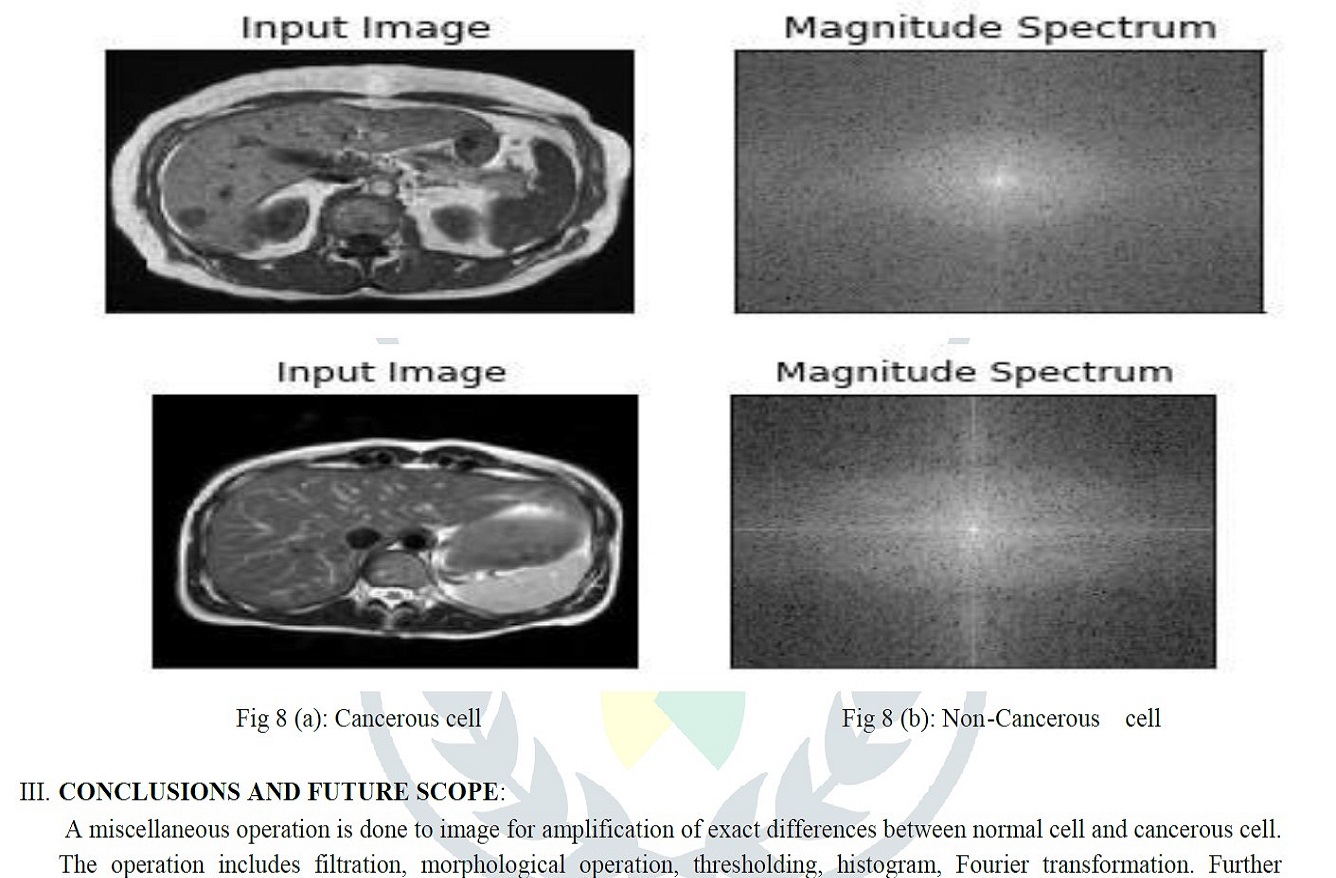 Input Image Magnitude Spectrum
Input Image Magnitude Spectrum
Fig 8 (a): Cancerous cell Fig 8 (b): Non-Cancerous cell
III. CONCLUSIONS AND FUTURE SCOPE:
A miscellaneous operation is done to image for amplification of exact differences between normal cell and cancerous cell.
The operation includes filtration, morphological operation, thresholding, histogram, Fourier transformation. Further